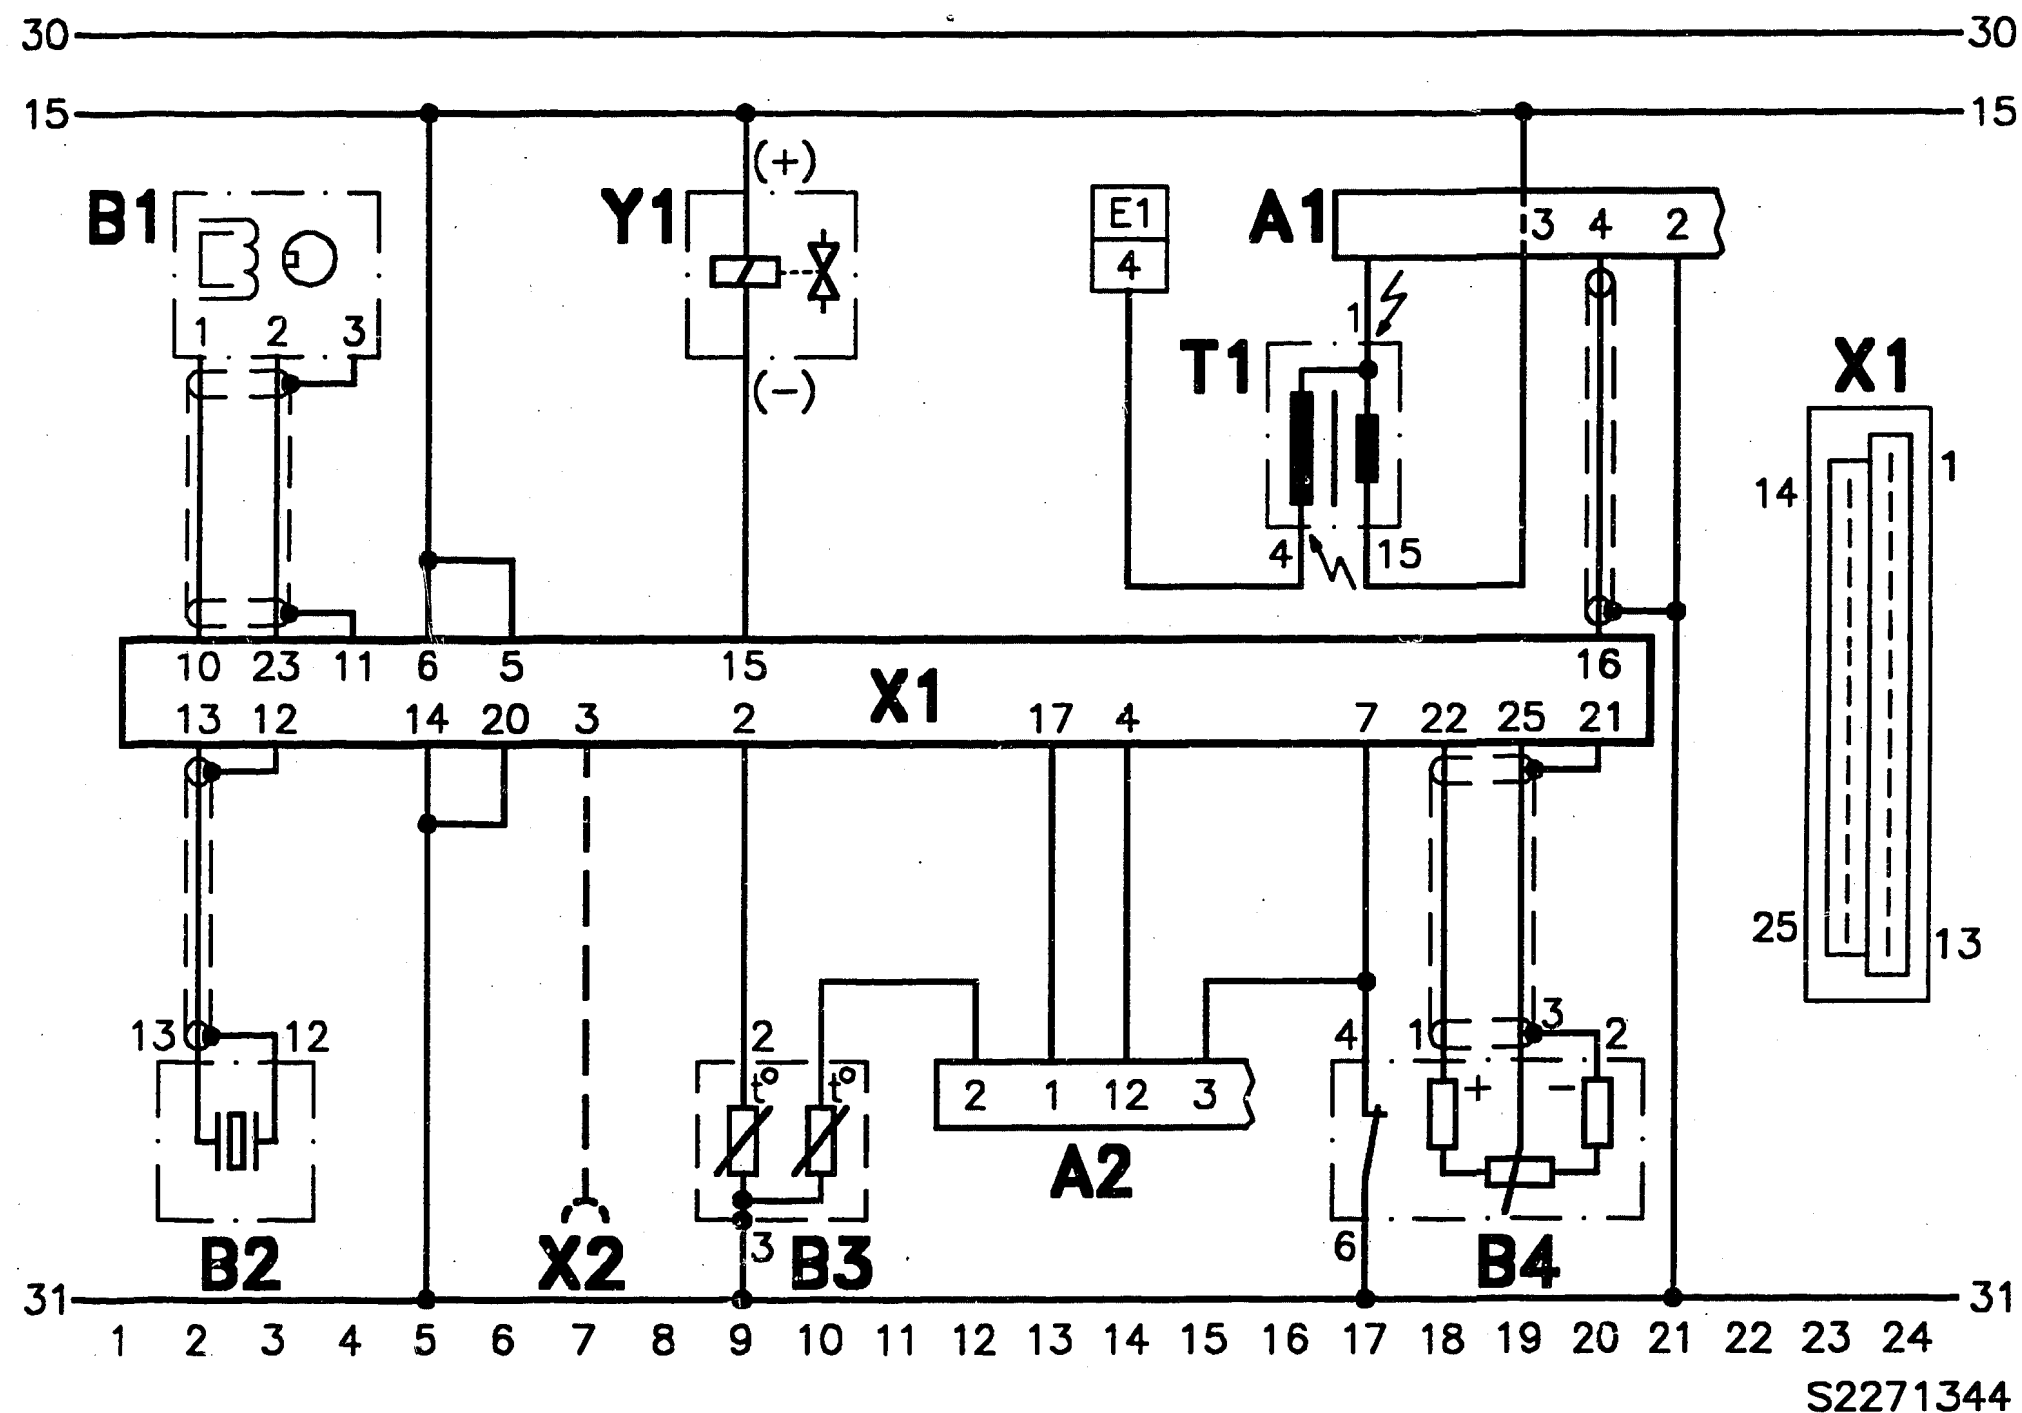 30 30
15 15
(+)
B1 Y1 E1 A1 3 4 2
4
1 2 3 1
(-) T1 X1
14 1
4 15
10 23 11 6 5 15 X1 16
13 12 14 20 3 2 17 4 7 22 25 21
25 13
13 12 2 4 1 3 2
t° t° 2 1 12 3 + -
A2
B2 X2 3 B3 6 B4
31 31
1 2 3 4 5 6 7 8 9 10 11 12 13 14 15 16 17 18 19 20 21 22 23 24
S2271344